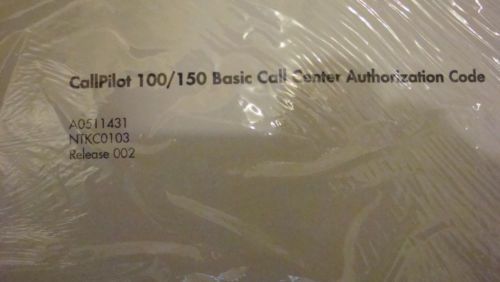 CallPilot 100/150 Basic Call Center Authorization Code
A0511431
NTKC0103
Release 002